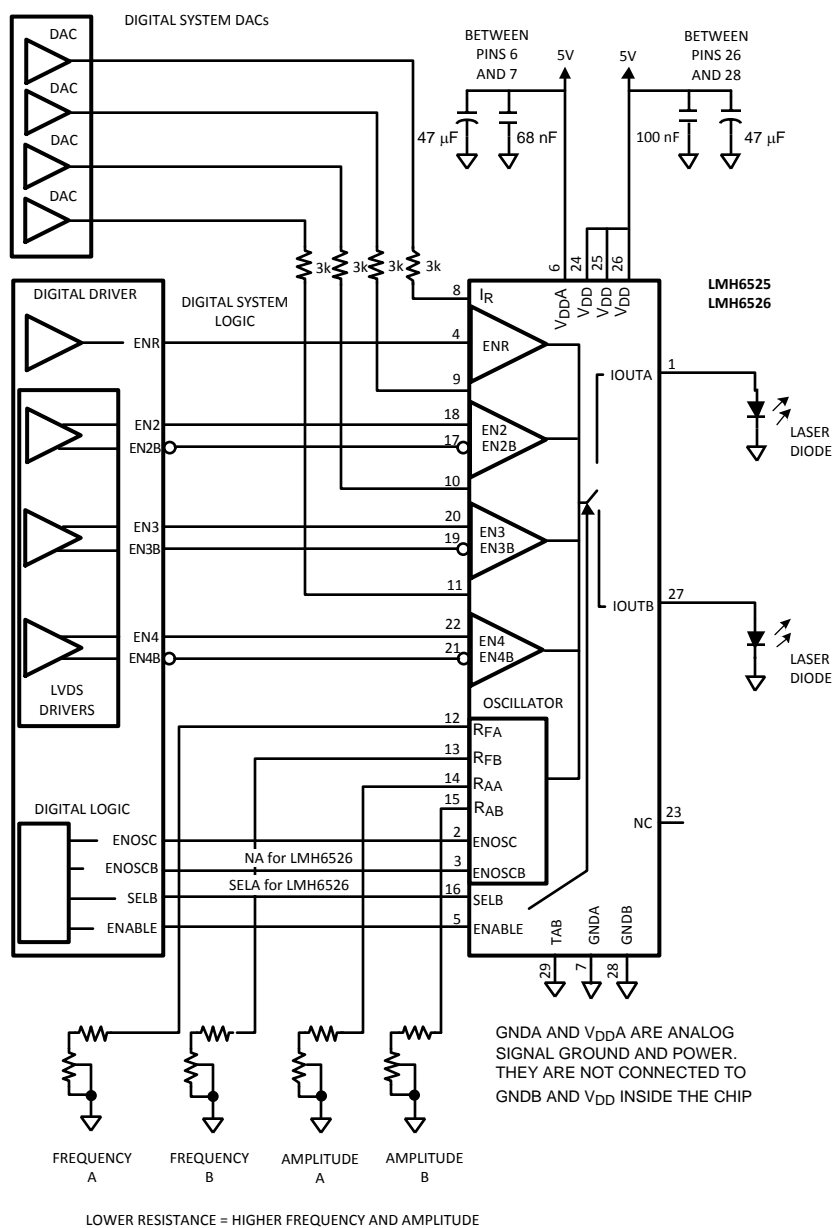 DIGITAL SYSTEM DACs
DAC
DAC
DAC
DAC
BETWEEN
PINS 6
AND 7
5V
5V
BETWEEN
PINS 26
AND 28
47 μF
68 nF
100 nF
47 μF
3k
3k
3k
3k
DIGITAL DRIVER
DIGITAL SYSTEM
LOGIC
ENR
EN2
EN2B
EN3
EN3B
EN4
EN4B
LVDS
DRIVERS
DIGITAL LOGIC
ENOSC
ENOSCB
SELB
ENABLE
NA for LMH6526
SELA for LMH6526
8
4
9
18
17
10
20
19
11
22
21
12
13
14
15
2
3
16
5
6
24
25
26
VDDA
VDD
VDD
VDD
LMH6525
LMH6526
IR
ENR
EN2
EN2B
EN3
EN3B
EN4
EN4B
OSCILLATOR
RFA
RFB
RAA
RAB
ENOSC
ENOSCB
SELB
ENABLE
IOUTA
1
LASER
DIODE
IOUTB
27
LASER
DIODE
NC
23
TAB
GNDA
GNDB
29
7
28
GNDA AND VDDA ARE ANALOG
SIGNAL GROUND AND POWER.
THEY ARE NOT CONNECTED TO
GNDB AND VDD INSIDE THE CHIP
FREQUENCY
A
FREQUENCY
B
AMPLITUDE
A
AMPLITUDE
B
LOWER RESISTANCE = HIGHER FREQUENCY AND AMPLITUDE